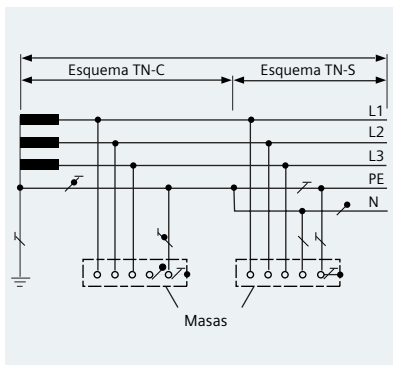 Esquema TN-C
Esquema TN-S
L1
L2
L3
PE
N
Masas